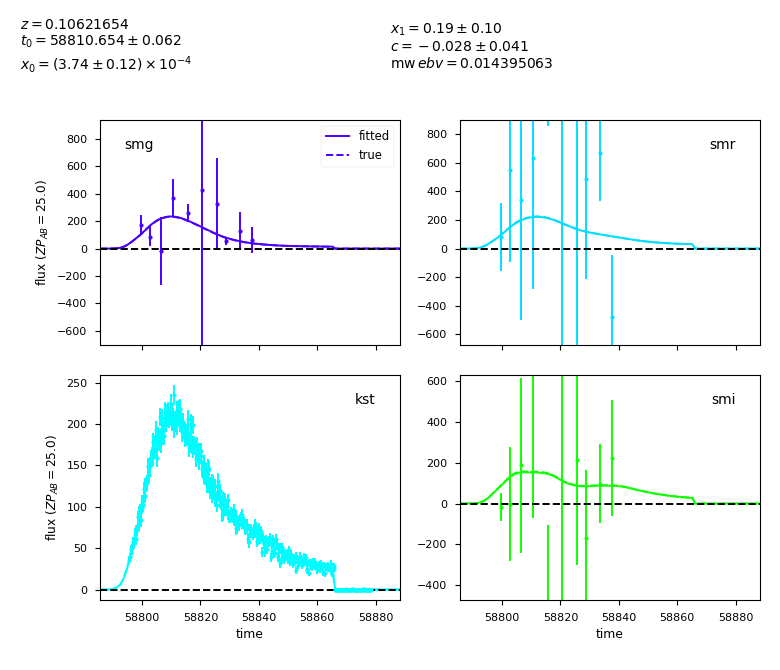 z = 0.10621654
t0 = 58810.654 ± 0.062
x0 = (3.74 ± 0.12) × 10^−4
x1 = 0.19 ± 0.10
c = −0.028 ± 0.041
mw ebv = 0.014395063
smg
fitted
true
800
600
400
200
0
−200
−400
−600
flux (ZP_AB = 25.0)
smr
800
600
400
200
0
−200
−400
−600
kst
250
200
150
100
50
0
flux (ZP_AB = 25.0)
58800 58820 58840 58860 58880
time
smi
600
400
200
0
−200
−400
58800 58820 58840 58860 58880
time